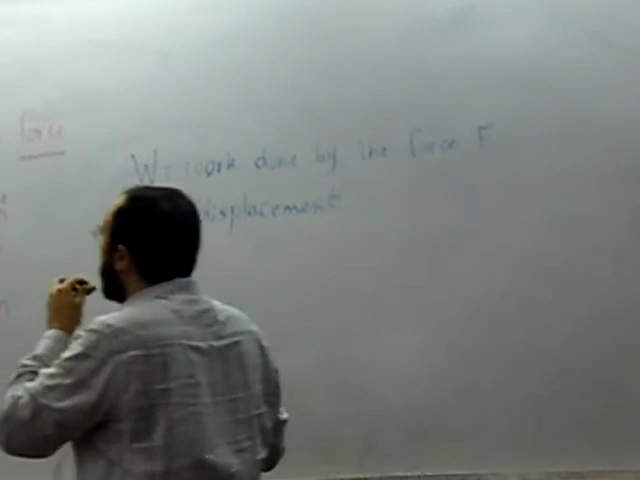 force
W = work done by the force F
displacement